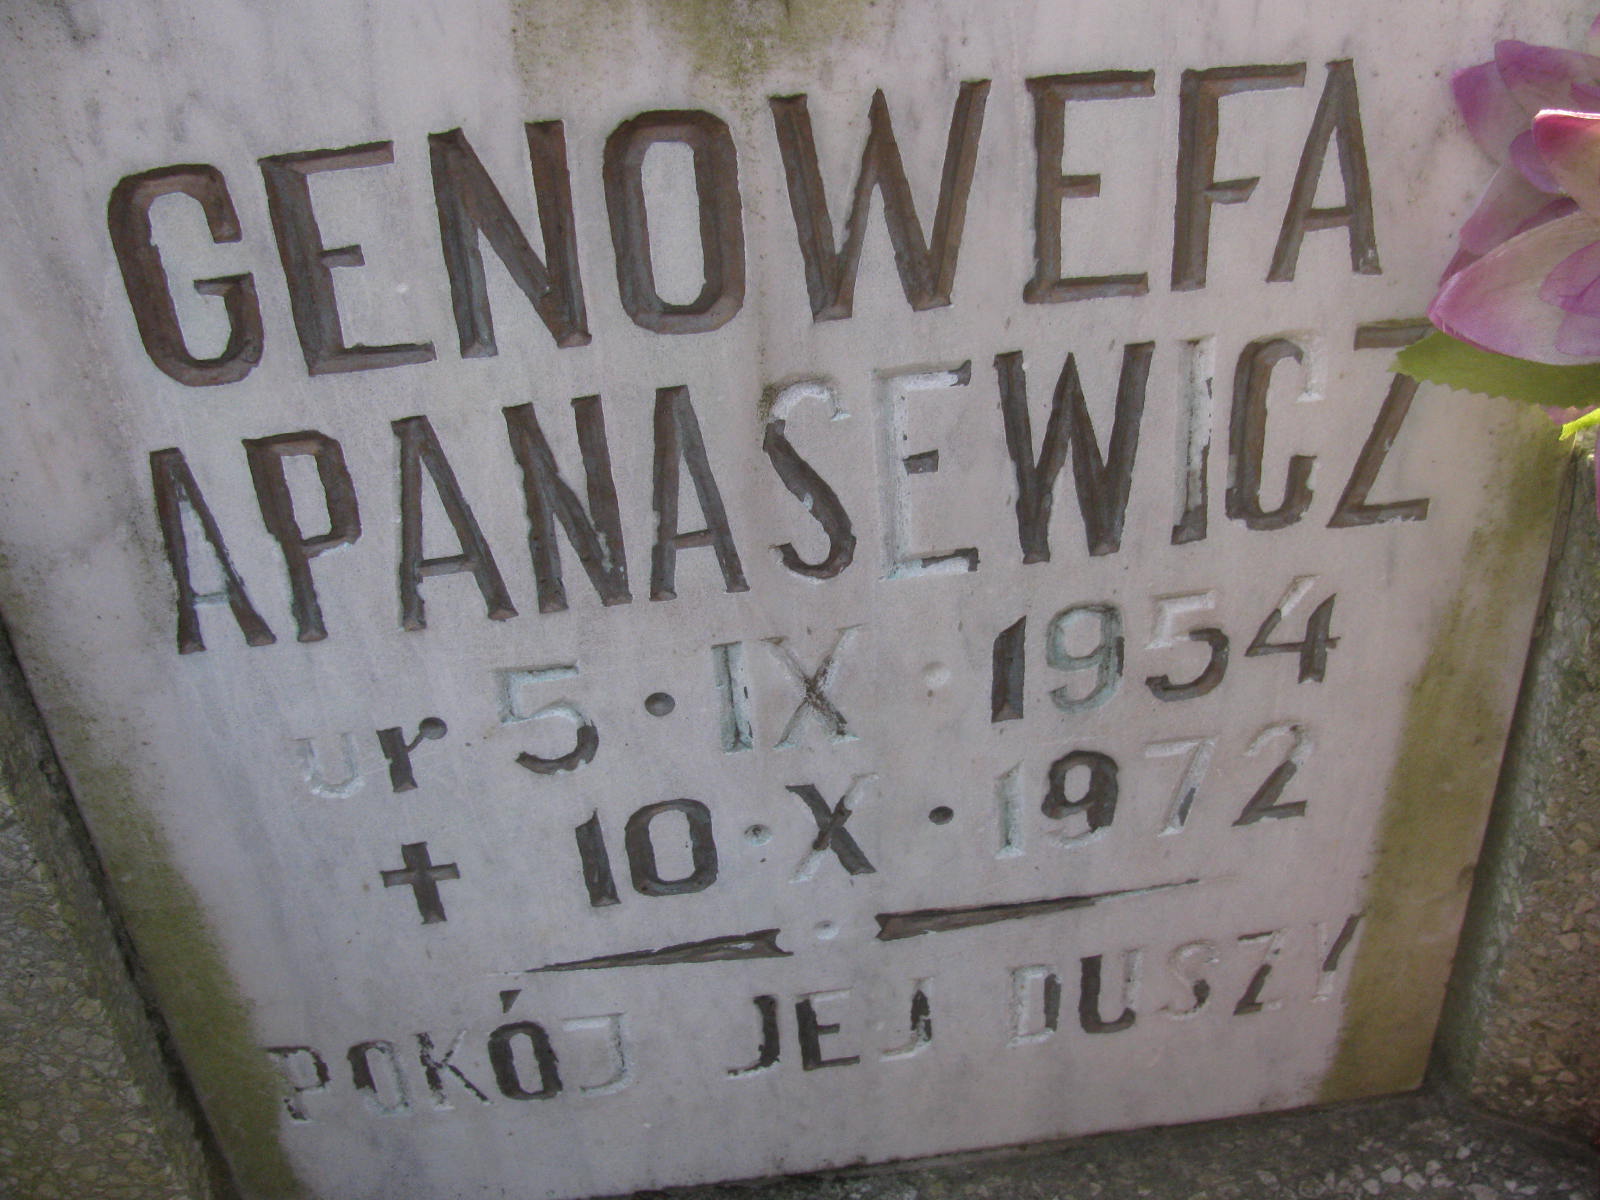 GENOWEFA
APANASEWICZ
ur 5·IX·1954
+ 10·X·1972
POKÓJ JEJ DUSZY